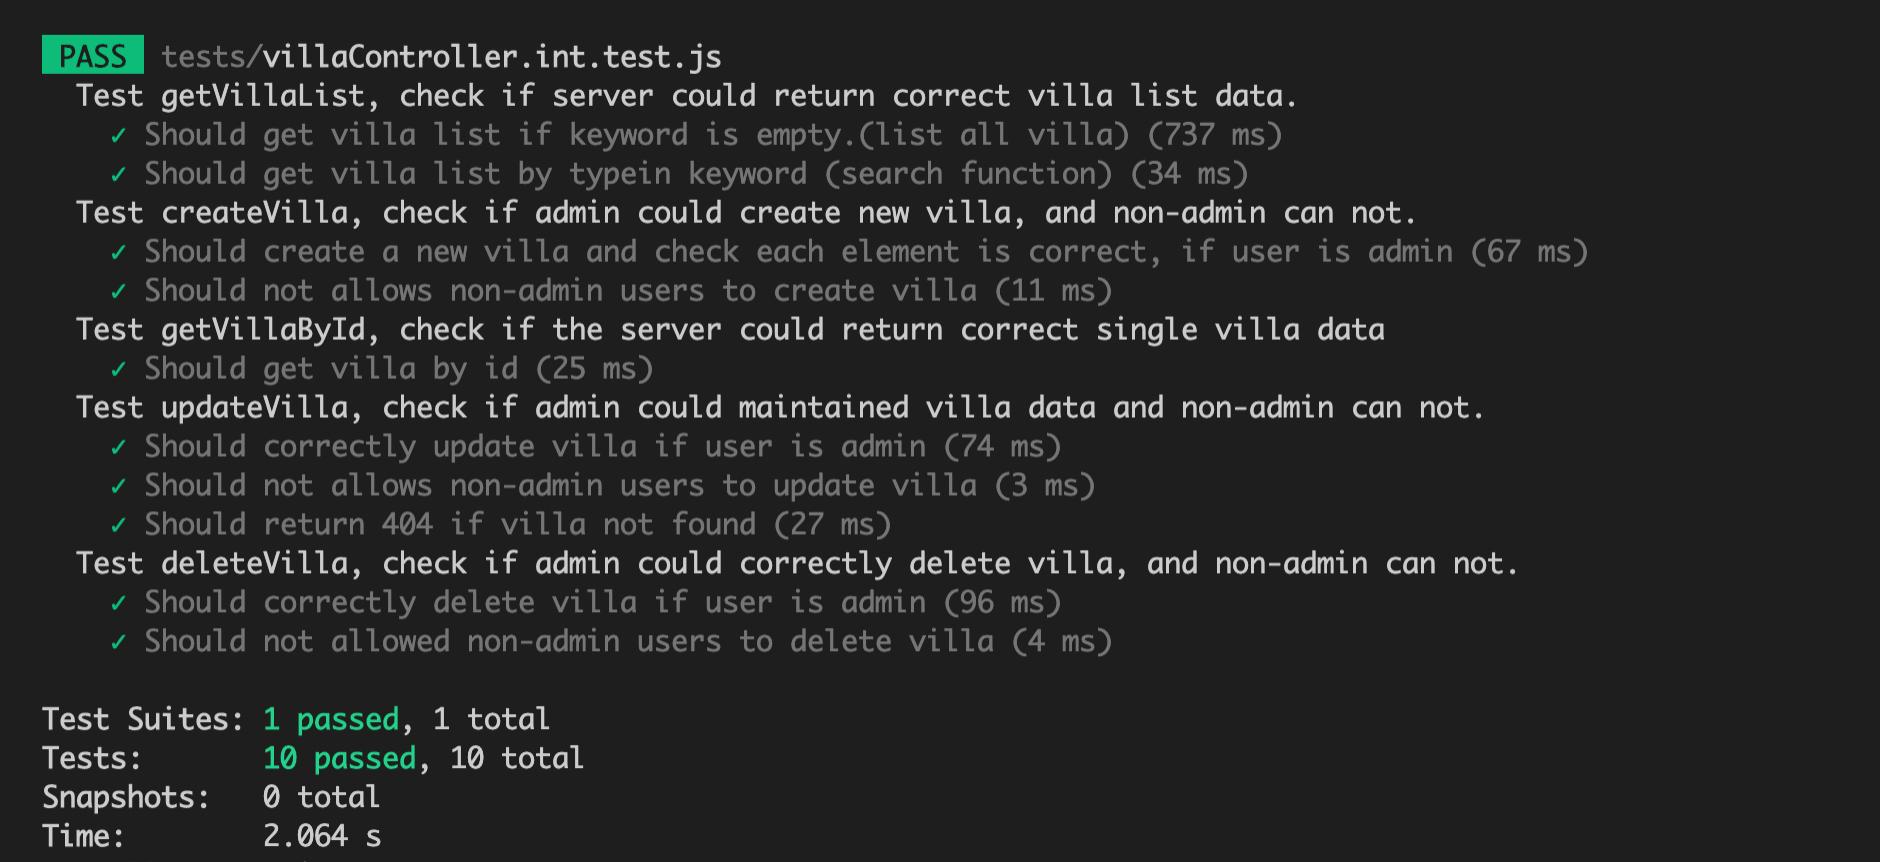 PASS tests/villaController.int.test.js
Test getVillaList, check if server could return correct villa list data.
✓ Should get villa list if keyword is empty.(list all villa) (737 ms)
✓ Should get villa list by typein keyword (search function) (34 ms)
Test createVilla, check if admin could create new villa, and non-admin can not.
✓ Should create a new villa and check each element is correct, if user is admin (67 ms)
✓ Should not allows non-admin users to create villa (11 ms)
Test getVillaById, check if the server could return correct single villa data
✓ Should get villa by id (25 ms)
Test updateVilla, check if admin could maintained villa data and non-admin can not.
✓ Should correctly update villa if user is admin (74 ms)
✓ Should not allows non-admin users to update villa (3 ms)
✓ Should return 404 if villa not found (27 ms)
Test deleteVilla, check if admin could correctly delete villa, and non-admin can not.
✓ Should correctly delete villa if user is admin (96 ms)
✓ Should not allowed non-admin users to delete villa (4 ms)
Test Suites: 1 passed, 1 total
Tests: 10 passed, 10 total
Snapshots: 0 total
Time: 2.064 s